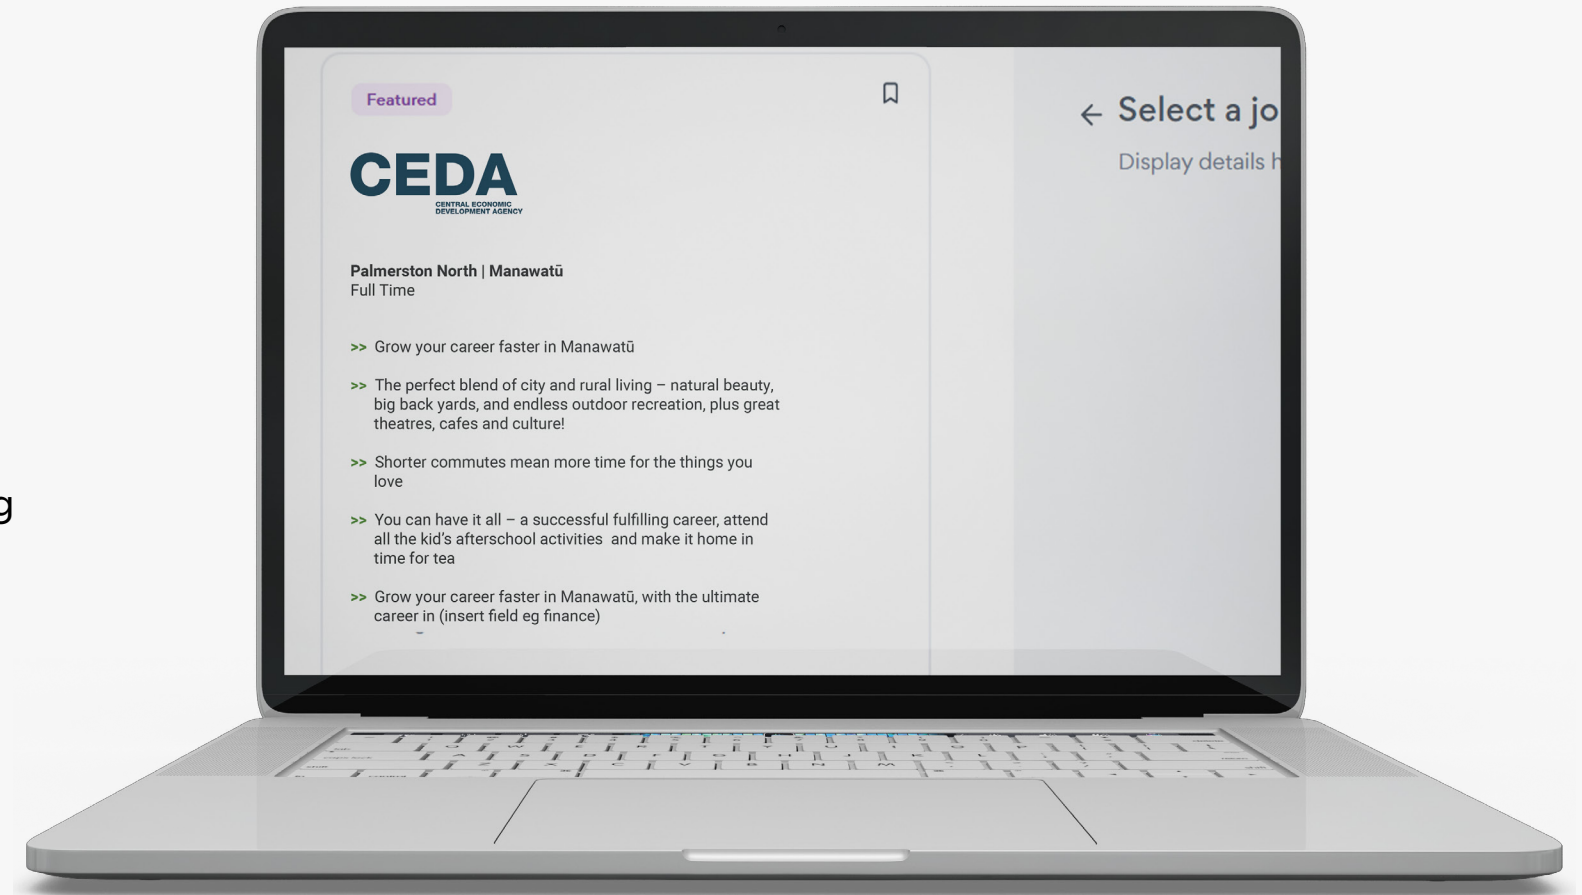 Featured
CEDA
CENTRAL ECONOMIC
DEVELOPMENT AGENCY
Palmerston North | Manawatū
Full Time
>> Grow your career faster in Manawatū
>> The perfect blend of city and rural living – natural beauty,
big back yards, and endless outdoor recreation, plus great
theatres, cafes and culture!
>> Shorter commutes mean more time for the things you
love
>> You can have it all – a successful fulfilling career, attend
all the kid's afterschool activities  and make it home in
time for tea
>> Grow your career faster in Manawatū, with the ultimate
career in (insert field eg finance)
Select a jo
Display details h
g